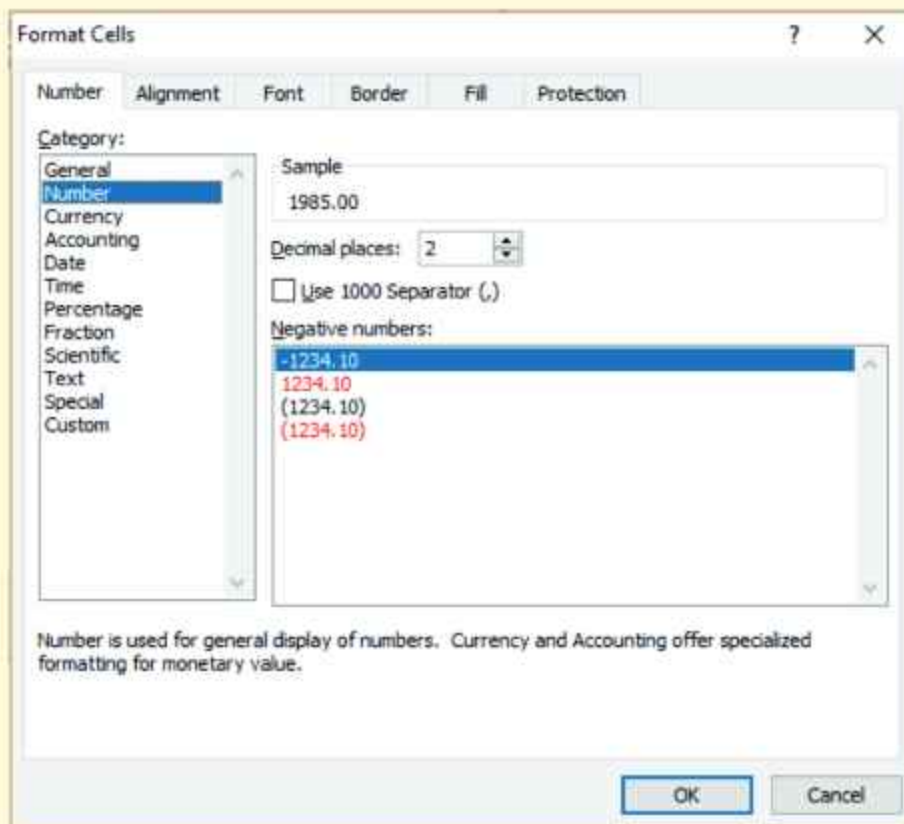 Format Cells
?
Number Alignment Font Border Fill Protection
Category:
General
Number
Currency
Accounting
Date
Time
Percentage
Fraction
Scientific
Text
Special
Custom
Sample
1985.00
Decimal places: 2
Use 1000 Separator (,)
Negative numbers:
-1234.10
1234.10
(1234.10)
(1234.10)
Number is used for general display of numbers. Currency and Accounting offer specialized
formatting for monetary value.
OK Cancel